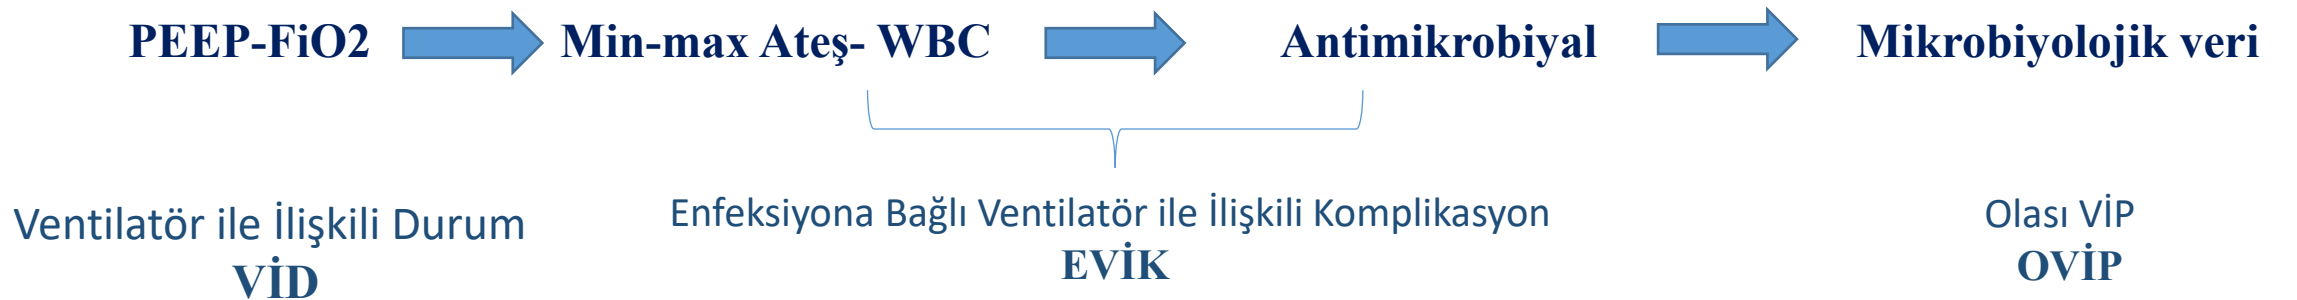 PEEP-FiO2
Min-max Ateş- WBC
Antimikrobiyal
Mikrobiyolojik veri
Ventilatör ile İlişkili Durum
VİD
Enfeksiyona Bağlı Ventilatör ile İlişkili Komplikasyon
EVİK
Olası VİP
OVİP